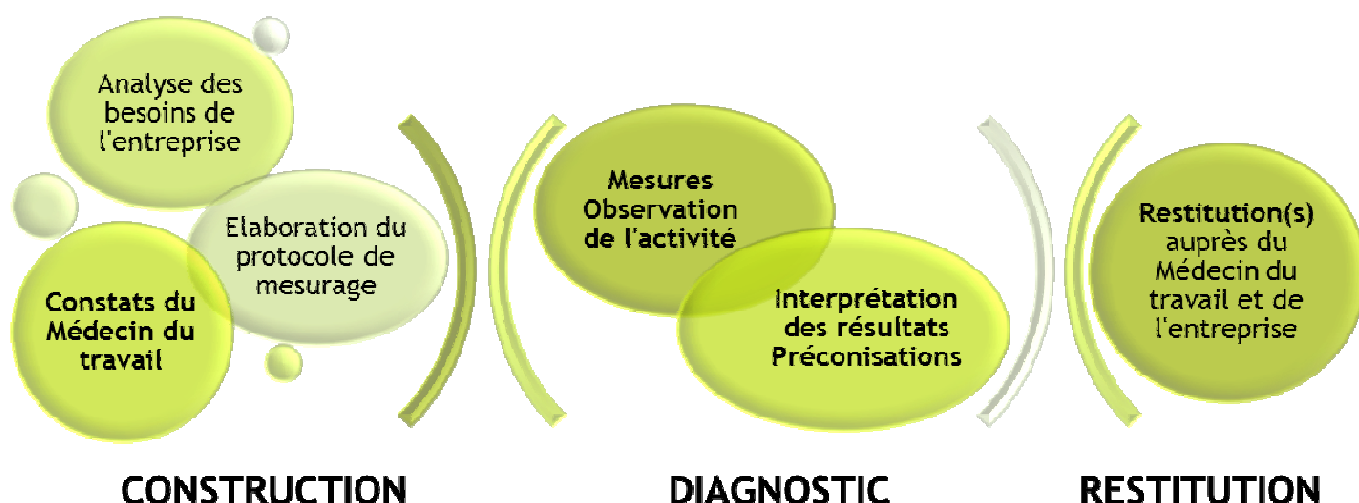 Analyse des
besoins de
l'entreprise
Elaboration du
protocole de
mesurage
Constats du
Médecin du
travail
Mesures
Observation
de l'activité
Interprétation
des résultats
Préconisations
Restitution(s)
auprès du
Médecin du
travail et de
l'entreprise
CONSTRUCTION
DIAGNOSTIC
RESTITUTION